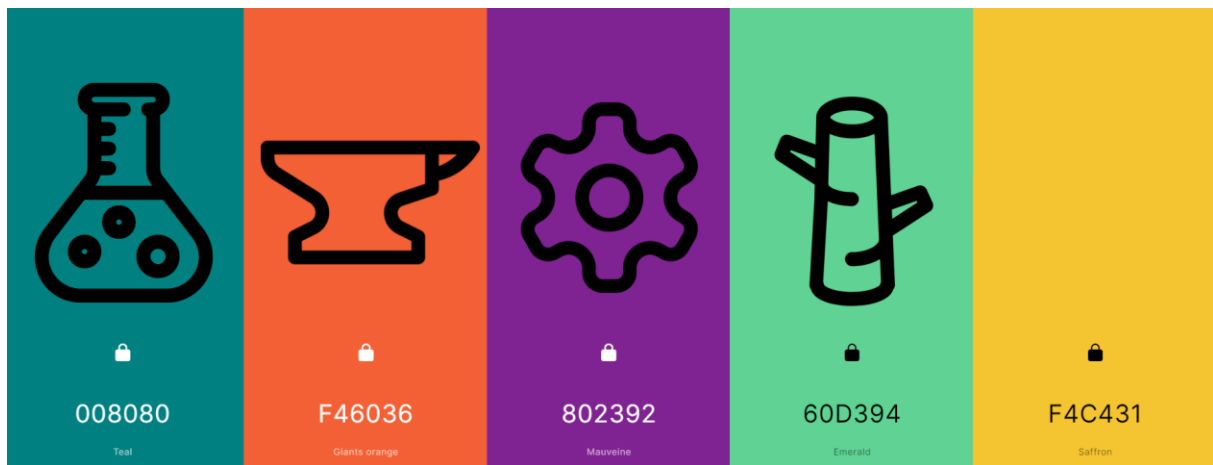 008080
Teal
F46036
Giants orange
802392
Mauveine
60D394
Emerald
F4C431
Saffron